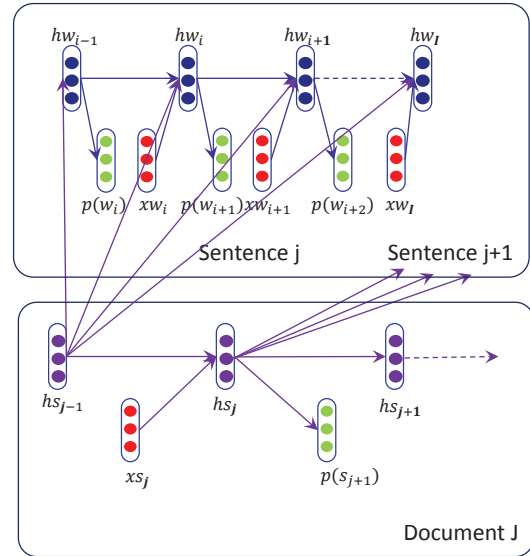 hw_{i−1} hw_i hw_{i+1} hw_I
p(w_i) xw_i p(w_{i+1}) xw_{i+1} p(w_{i+2}) xw_I
Sentence j Sentence j+1
hs_{j−1} hs_j hs_{j+1}
xs_j p(s_{j+1})
Document J